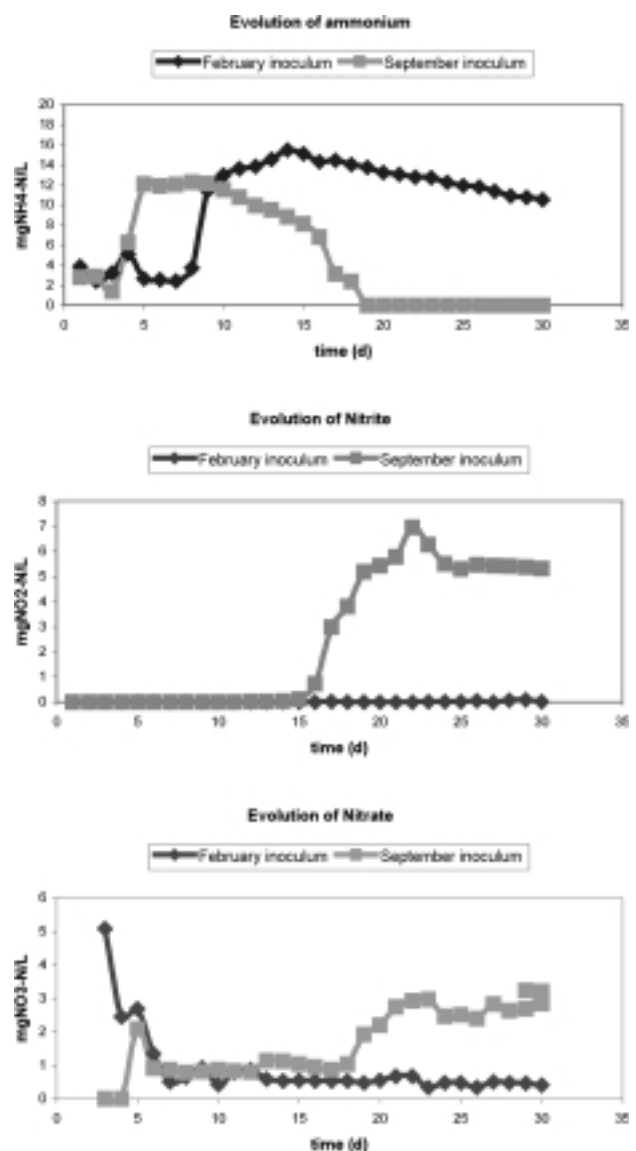 Evolution of ammonium
February inoculum September inoculum
20
18
16
14
12
10
8
6
4
2
0
mgNH4-N/L
0 5 10 15 20 25 30 35
time (d)
Evolution of Nitrite
February inoculum September inoculum
8
7
6
5
4
3
2
1
0
mgNO2-N/L
0 5 10 15 20 25 30 35
time (d)
Evolution of Nitrate
February inoculum September inoculum
6
5
4
3
2
1
0
mgNO3-N/L
0 5 10 15 20 25 30 35
time (d)